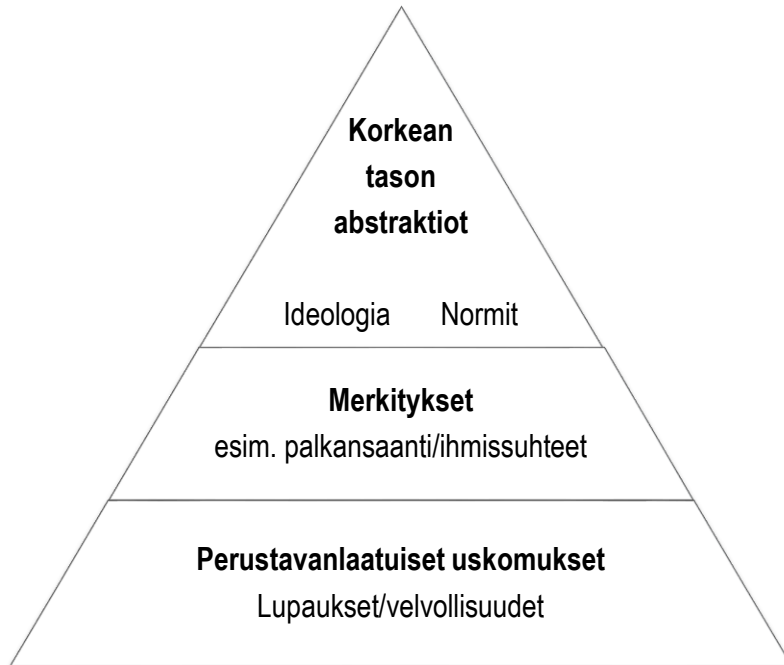 Korkean
tason
abstraktiot
Ideologia Normit
Merkitykset
esim. palkansaanti/ihmissuhteet
Perustavanlaatuiset uskomukset
Lupaukset/velvollisuudet